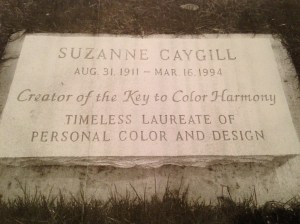 SUZANNE CAYGILL
AUG. 31, 1911 – MAR. 16, 1994
Creator of the Key to Color Harmony
TIMELESS LAUREATE OF
PERSONAL COLOR AND DESIGN